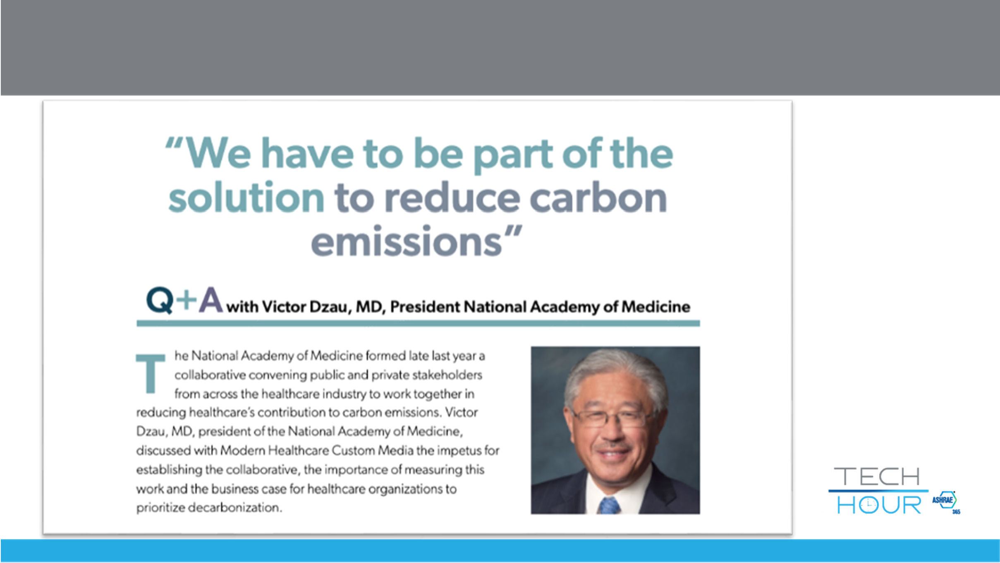 “We have to be part of the
solution to reduce carbon
emissions”
Q+A with Victor Dzau, MD, President National Academy of Medicine
The National Academy of Medicine formed late last year a
collaborative convening public and private stakeholders
from across the healthcare industry to work together in
reducing healthcare’s contribution to carbon emissions. Victor
Dzau, MD, president of the National Academy of Medicine,
discussed with Modern Healthcare Custom Media the impetus for
establishing the collaborative, the importance of measuring this
work and the business case for healthcare organizations to
prioritize decarbonization.
TECH
HOUR
ASHRAE
365